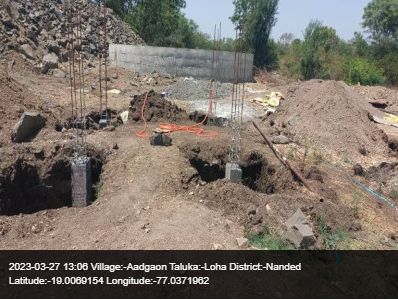 2023-03-27 13:06 Village:-Aadgaon Taluka:-Loha District:-Nanded
Latitude:-19.0069154 Longitude:-77.0371962